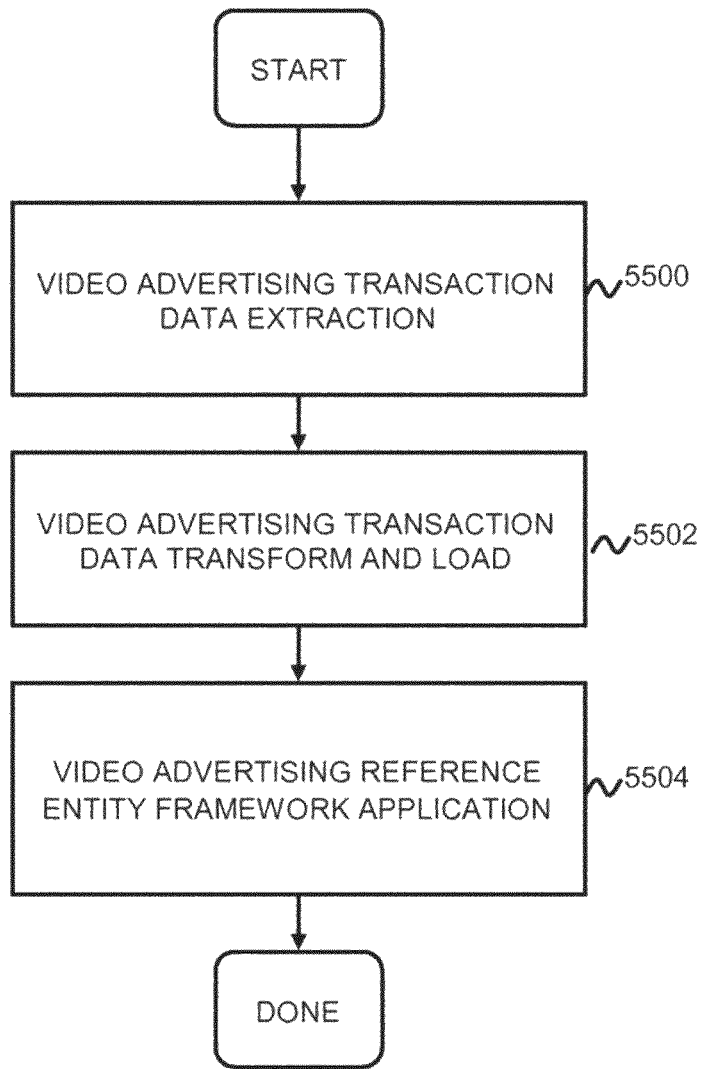 START
VIDEO ADVERTISING TRANSACTION
DATA EXTRACTION
5500
VIDEO ADVERTISING TRANSACTION
DATA TRANSFORM AND LOAD
5502
VIDEO ADVERTISING REFERENCE
ENTITY FRAMEWORK APPLICATION
5504
DONE